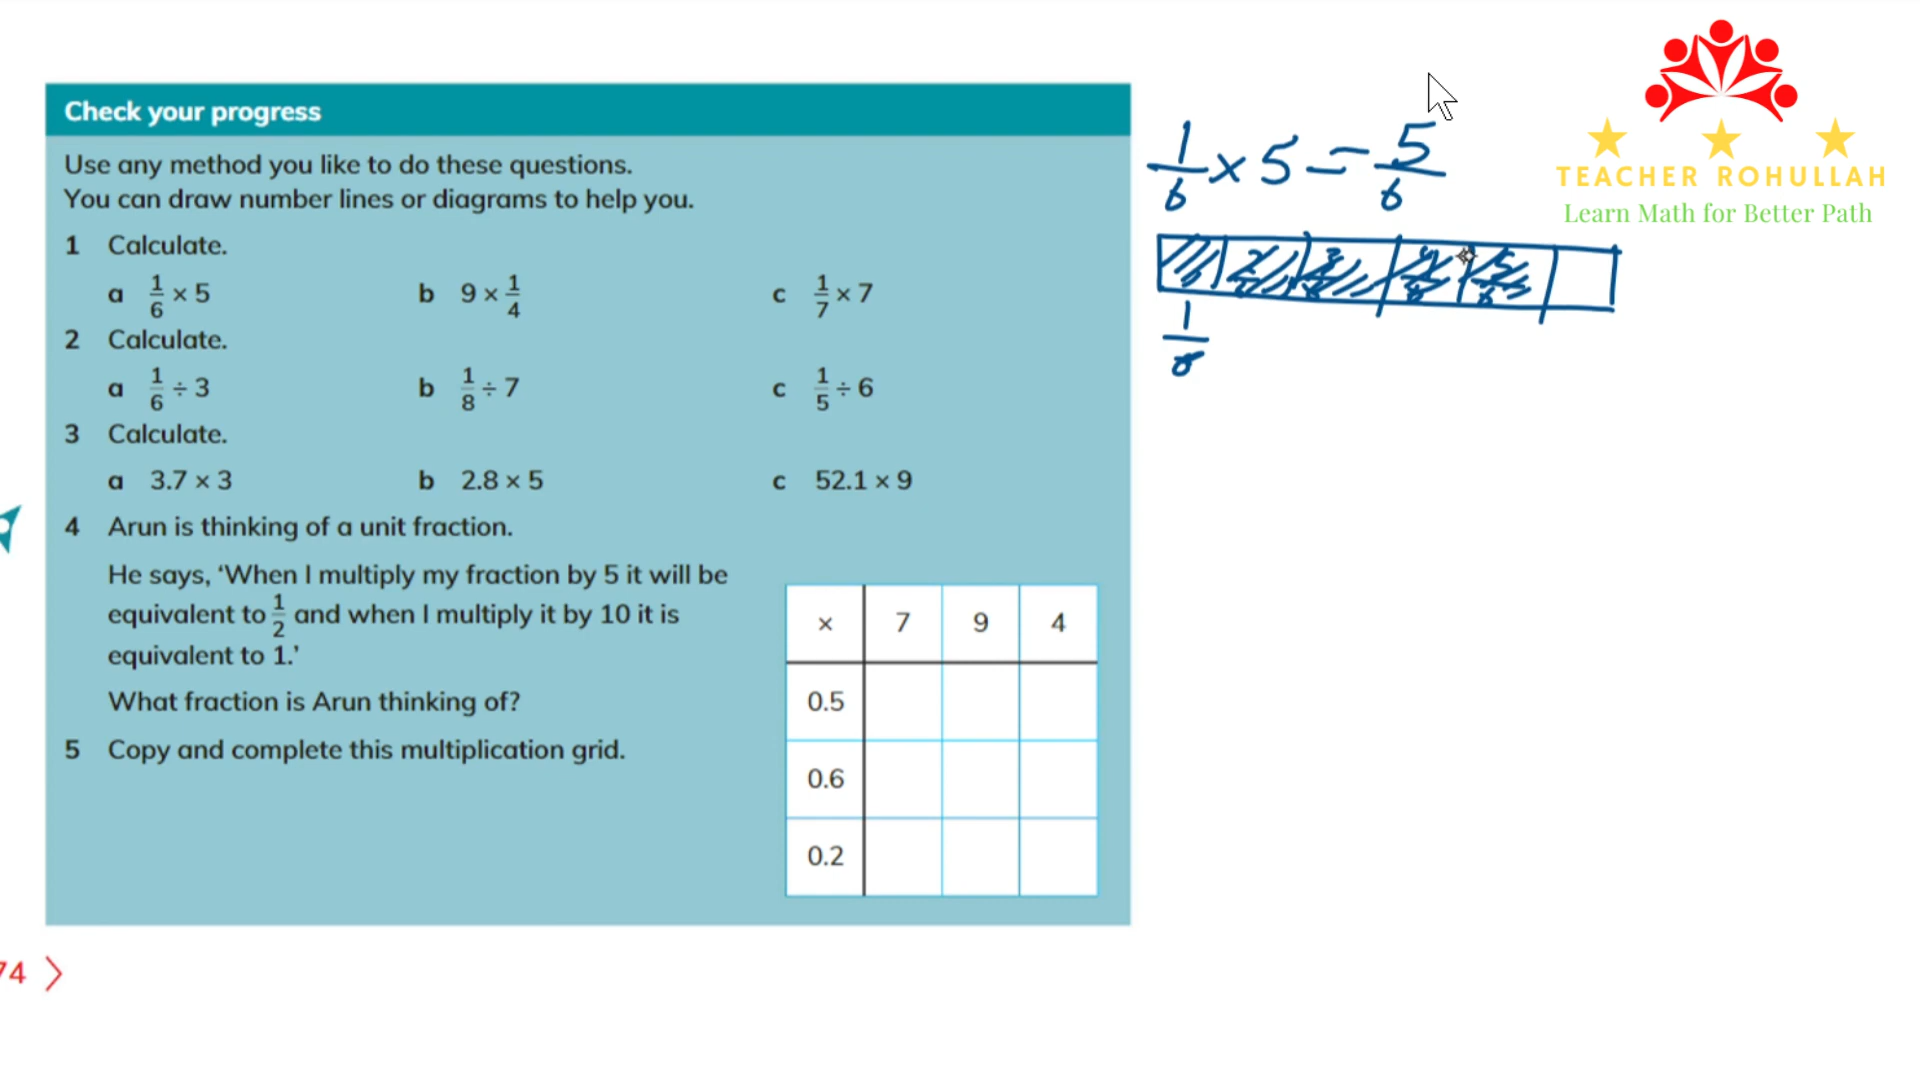 Check your progress
Use any method you like to do these questions.
You can draw number lines or diagrams to help you.
1 Calculate.
a 1/6 × 5 b 9 × 1/4 c 1/7 × 7
2 Calculate.
a 1/6 ÷ 3 b 1/8 ÷ 7 c 1/5 ÷ 6
3 Calculate.
a 3.7 × 3 b 2.8 × 5 c 52.1 × 9
4 Arun is thinking of a unit fraction.
He says, ‘When I multiply my fraction by 5 it will be
equivalent to 1/2 and when I multiply it by 10 it is
equivalent to 1.’
What fraction is Arun thinking of?
5 Copy and complete this multiplication grid.
× 7 9 4
0.5
0.6
0.2
74
1/6 × 5 = 5/6
TEACHER ROHULLAH
Learn Math for Better Path